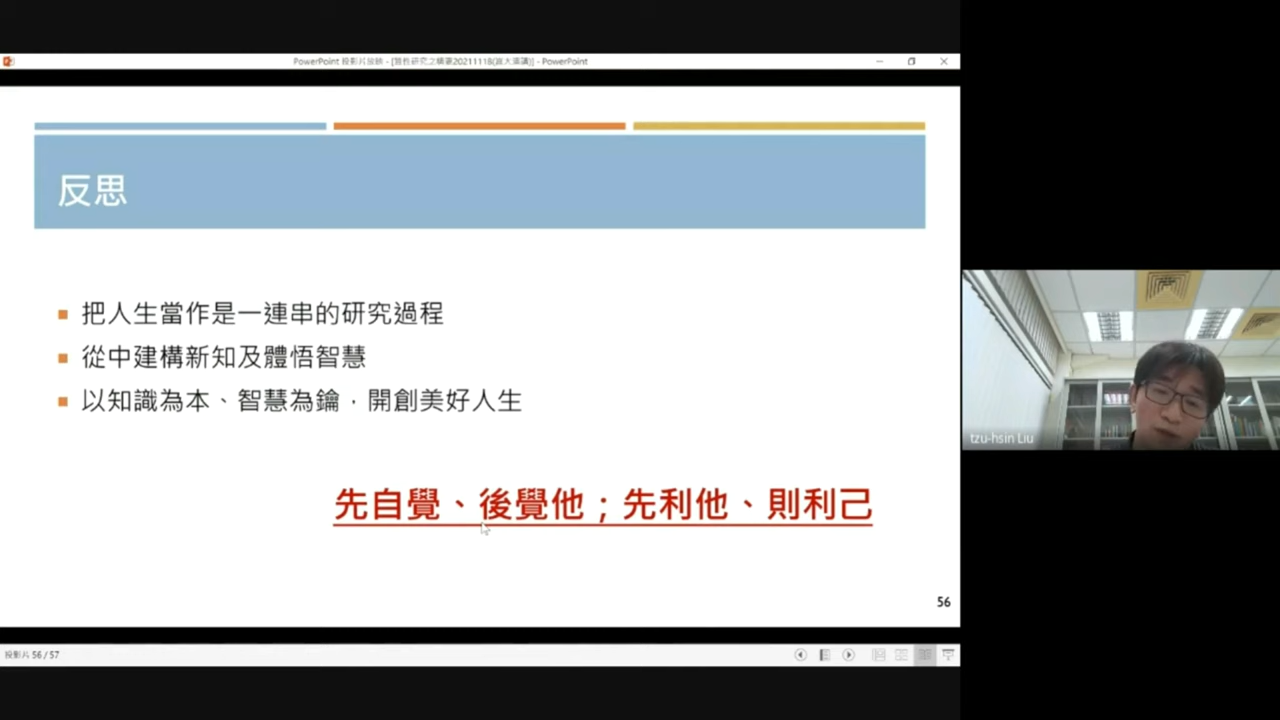 PowerPoint 投影片放映 - [質性研究之精要20211118(宜大演講)] - PowerPoint
反思
把人生當作是一連串的研究過程
從中建構新知及體悟智慧
以知識為本、智慧為鑰，開創美好人生
先自覺、後覺他；先利他、則利己
56
tzu-hsin Liu
投影片 56 / 57